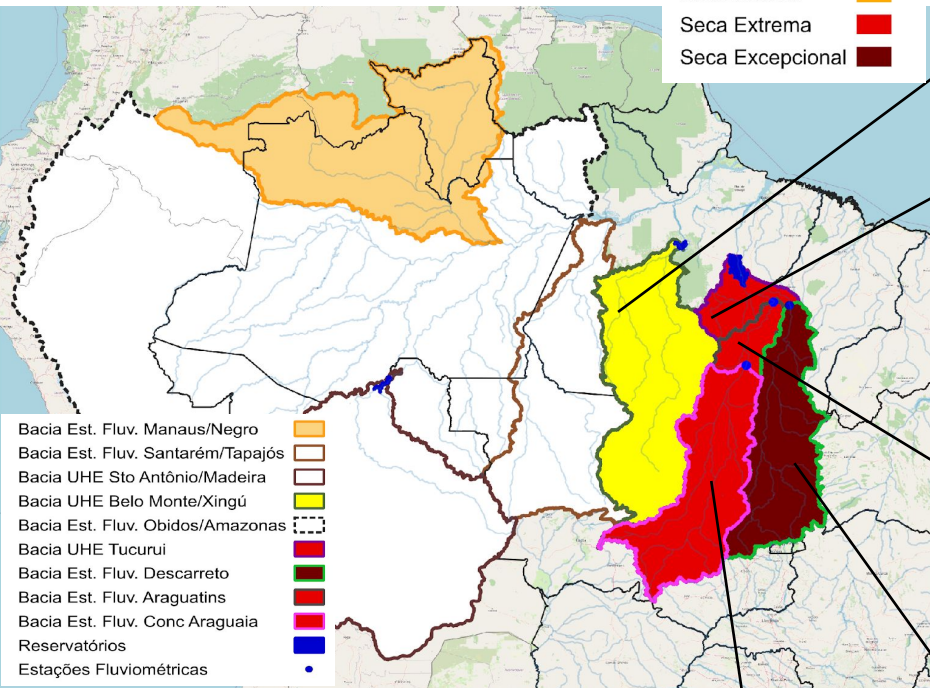 Seca Extrema
Seca Excepcional
Bacia Est. Fluv. Manaus/Negro
Bacia Est. Fluv. Santarém/Tapajós
Bacia UHE Sto Antônio/Madeira
Bacia UHE Belo Monte/Xingú
Bacia Est. Fluv. Obidos/Amazonas
Bacia UHE Tucurui
Bacia Est. Fluv. Descarreto
Bacia Est. Fluv. Araguatins
Bacia Est. Fluv. Conc Araguaia
Reservatórios
Estações Fluviométricas